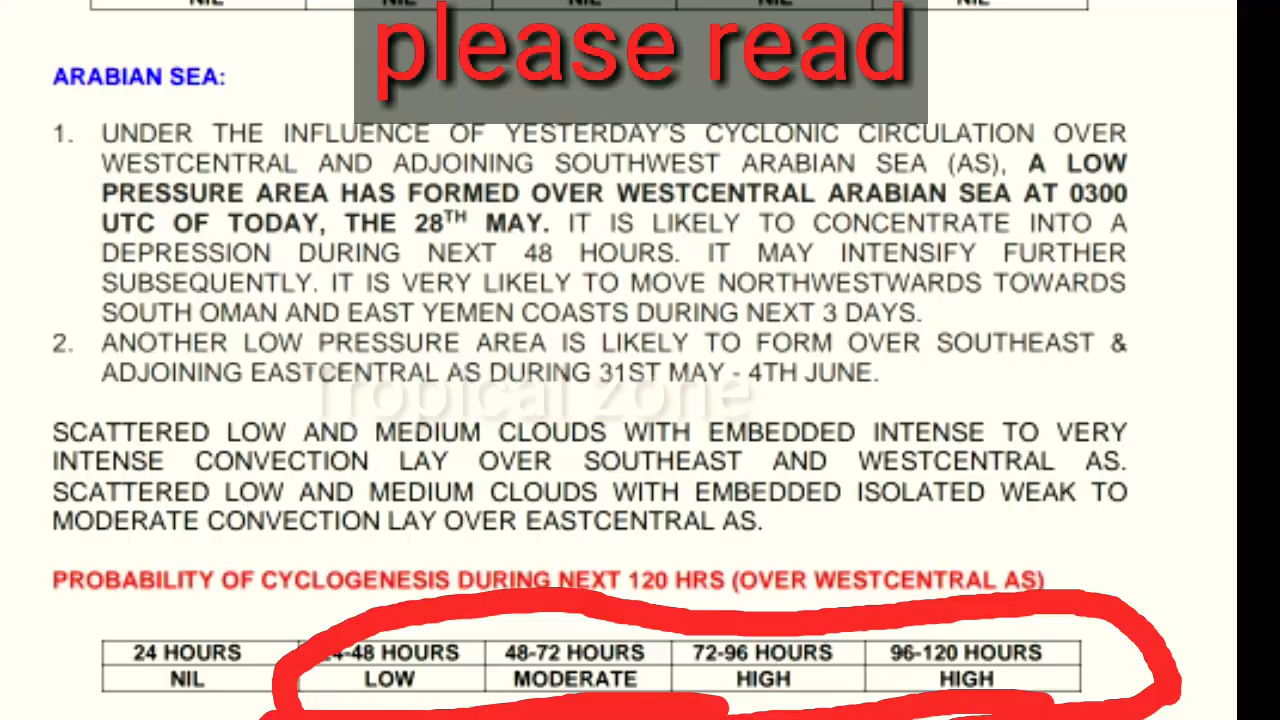 NIL NIL NIL NIL NIL
please read
ARABIAN SEA:
1. UNDER THE INFLUENCE OF YESTERDAY'S CYCLONIC CIRCULATION OVER
WESTCENTRAL AND ADJOINING SOUTHWEST ARABIAN SEA (AS), A LOW
PRESSURE AREA HAS FORMED OVER WESTCENTRAL ARABIAN SEA AT 0300
UTC OF TODAY, THE 28TH MAY. IT IS LIKELY TO CONCENTRATE INTO A
DEPRESSION DURING NEXT 48 HOURS. IT MAY INTENSIFY FURTHER
SUBSEQUENTLY. IT IS VERY LIKELY TO MOVE NORTHWESTWARDS TOWARDS
SOUTH OMAN AND EAST YEMEN COASTS DURING NEXT 3 DAYS.
2. ANOTHER LOW PRESSURE AREA IS LIKELY TO FORM OVER SOUTHEAST &
ADJOINING EASTCENTRAL AS DURING 31ST MAY - 4TH JUNE.
Tropical zone
SCATTERED LOW AND MEDIUM CLOUDS WITH EMBEDDED INTENSE TO VERY
INTENSE CONVECTION LAY OVER SOUTHEAST AND WESTCENTRAL AS.
SCATTERED LOW AND MEDIUM CLOUDS WITH EMBEDDED ISOLATED WEAK TO
MODERATE CONVECTION LAY OVER EASTCENTRAL AS.
PROBABILITY OF CYCLOGENESIS DURING NEXT 120 HRS (OVER WESTCENTRAL AS)
24 HOURS 24-48 HOURS 48-72 HOURS 72-96 HOURS 96-120 HOURS
NIL LOW MODERATE HIGH HIGH